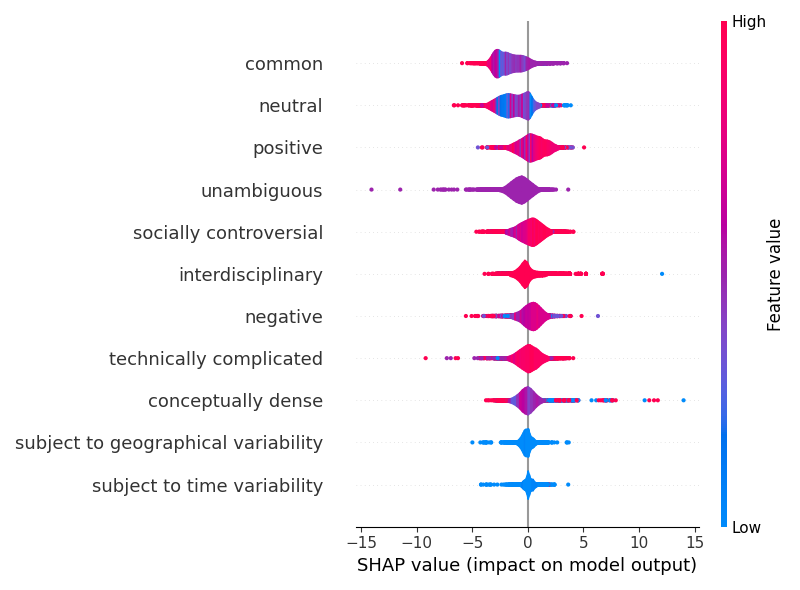 High
common
neutral
positive
unambiguous
socially controversial
interdisciplinary
negative
technically complicated
conceptually dense
subject to geographical variability
subject to time variability
Feature value
Low
−15 −10 −5 0 5 10 15
SHAP value (impact on model output)